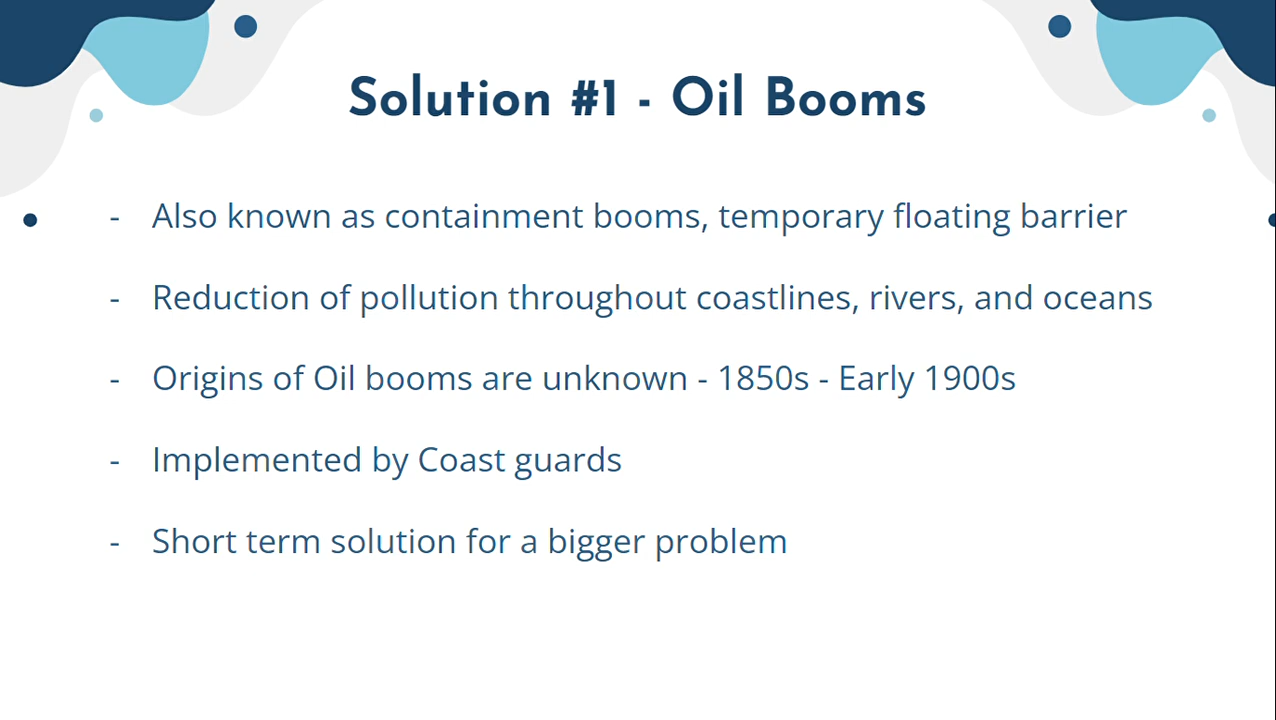 Solution #1 - Oil Booms
- Also known as containment booms, temporary floating barrier
- Reduction of pollution throughout coastlines, rivers, and oceans
- Origins of Oil booms are unknown - 1850s - Early 1900s
- Implemented by Coast guards
- Short term solution for a bigger problem